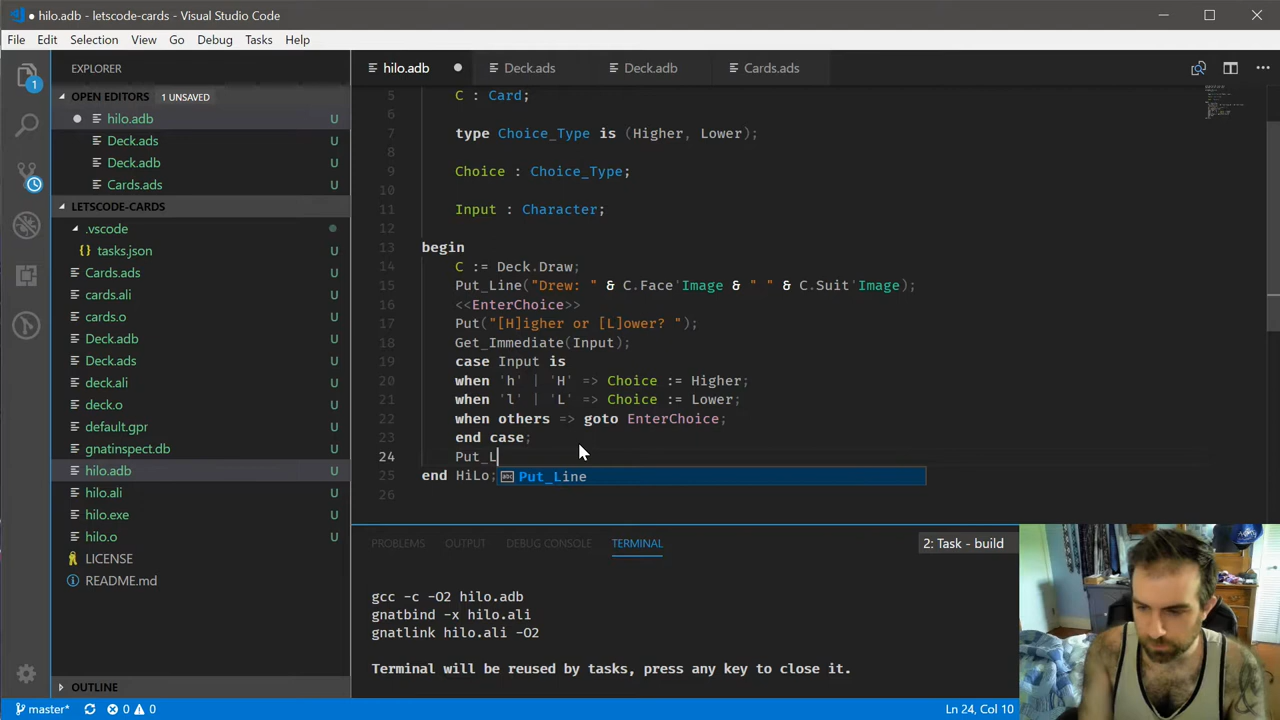 ● hilo.adb - letscode-cards - Visual Studio Code
File Edit Selection View Go Debug Tasks Help
EXPLORER
hilo.adb ● Deck.ads Deck.adb Cards.ads
OPEN EDITORS 1 UNSAVED
hilo.adb U
Deck.ads U
Deck.adb U
Cards.ads U
LETSCODE-CARDS
.vscode
tasks.json U
Cards.ads U
cards.ali U
cards.o U
Deck.adb U
Deck.ads U
deck.ali U
deck.o U
default.gpr U
gnatinspect.db U
hilo.adb U
hilo.ali U
hilo.exe U
hilo.o U
LICENSE
README.md U
OUTLINE
5 C : Card;
6
7 type Choice_Type is (Higher, Lower);
8
9 Choice : Choice_Type;
10
11 Input : Character;
12
13 begin
14 C := Deck.Draw;
15 Put_Line("Drew: " & C.Face'Image & " " & C.Suit'Image);
16 <<EnterChoice>>
17 Put("[H]igher or [L]ower? ");
18 Get_Immediate(Input);
19 case Input is
20 when 'h' | 'H' => Choice := Higher;
21 when 'l' | 'L' => Choice := Lower;
22 when others => goto EnterChoice;
23 end case;
24 Put_L
25 end HiLo;
abc Put_Line
26
PROBLEMS OUTPUT DEBUG CONSOLE TERMINAL 2: Task - build
gcc -c -O2 hilo.adb
gnatbind -x hilo.ali
gnatlink hilo.ali -O2
Terminal will be reused by tasks, press any key to close it.
master* 0 0 Ln 24, Col 10
1